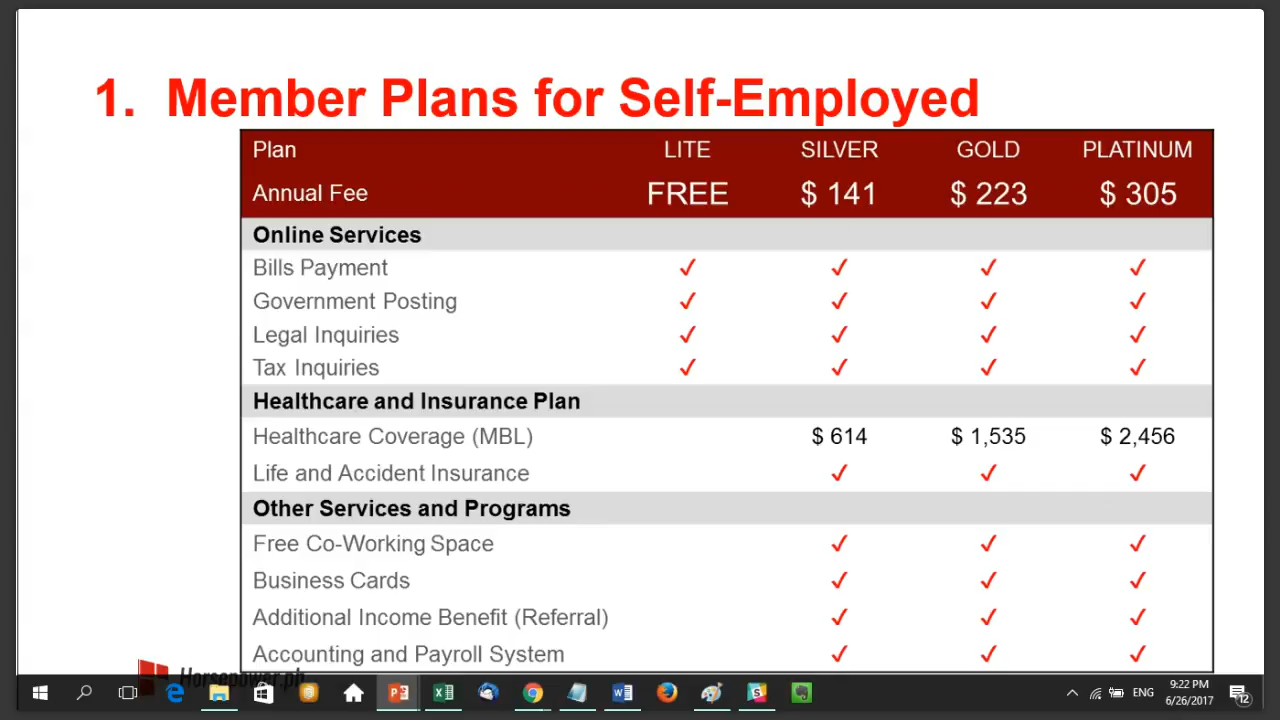 1. Member Plans for Self-Employed
Plan LITE SILVER GOLD PLATINUM
Annual Fee FREE $ 141 $ 223 $ 305
Online Services
Bills Payment ✓ ✓ ✓ ✓
Government Posting ✓ ✓ ✓ ✓
Legal Inquiries ✓ ✓ ✓ ✓
Tax Inquiries ✓ ✓ ✓ ✓
Healthcare and Insurance Plan
Healthcare Coverage (MBL) $ 614 $ 1,535 $ 2,456
Life and Accident Insurance ✓ ✓ ✓
Other Services and Programs
Free Co-Working Space ✓ ✓ ✓
Business Cards ✓ ✓ ✓
Additional Income Benefit (Referral) ✓ ✓ ✓
Accounting and Payroll System ✓ ✓ ✓
Horsepower.ph
ENG 9:22 PM
6/26/2017 12